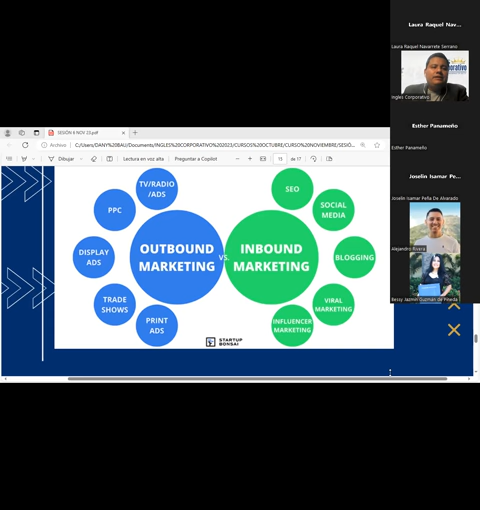 Laura Raquel Nav...
Laura Raquel Navarrete Serrano
Ingles Corporativo
Esther Panameño
Esther Panameño
Joselin Isamar Pe...
Joselin Isamar Peña De Alvarado
Alejandro Rivera
Bessy Jazmin Guzmán de Pineda
SESIÓN 4 NOV 23.pdf
Archivo
C:/Users/DANY%20BAU/Documents/INGLES%20CORPORATIVO%202023/CURSOS%20OCTUBRE/CURSO%20NOVIEMBRE/SESIÓ...
Dibujar
Lectura en voz alta
Preguntar a Copilot
15
de 17
TV/RADIO
/ADS
PPC
DISPLAY
ADS
TRADE
SHOWS
PRINT
ADS
OUTBOUND
MARKETING
VS.
INBOUND
MARKETING
SEO
SOCIAL
MEDIA
BLOGGING
VIRAL
MARKETING
INFLUENCER
MARKETING
STARTUP
BONSAI